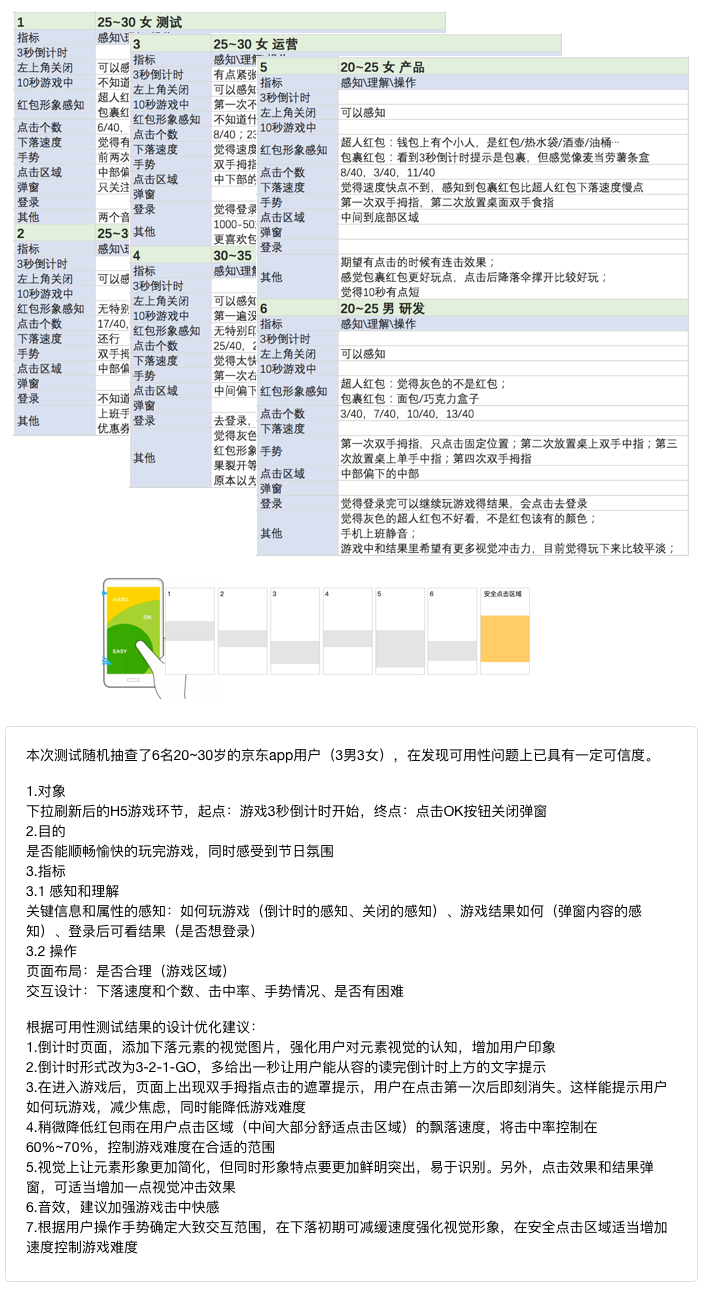 1 25~30 女 测试
指标 感知\理解\操作
3秒倒计时
左上角关闭 可以感
10秒游戏中 不知道
红包形象感知 超人红
包裹红
点击个数 6/40,
下落速度 觉得有
手势 前两次
点击区域 中部偏
弹窗 只关注
登录
其他 两个音
2 25~3
指标 感知\
3秒倒计时
左上角关闭 可以感
10秒游戏中
红包形象感知 无特别
点击个数 17/40,
下落速度 还行
手势 双手拇
点击区域 中部偏
弹窗
登录 不知道
其他 上班手
优惠券
3 25~30 女 运营
指标 感知\理解\操作
3秒倒计时 有点紧张
左上角关闭 可以感知
10秒游戏中 第一次不
红包形象感知 不知道什
点击个数 8/40；23
下落速度 觉得速度
手势 双手拇指
点击区域 中下部的
弹窗
登录 觉得登录
其他 1000-50
更喜欢包
4 30~35
指标 感知\理解
3秒倒计时
左上角关闭 可以感知
10秒游戏中 第一遍没
红包形象感知 无特别印
点击个数 25/40,
下落速度 觉得太快
手势 第一次右
点击区域 中间偏下
弹窗
登录 去登录,
其他 觉得灰色
红包形象
果裂开等
原本以为
5 20~25 女 产品
指标 感知\理解\操作
3秒倒计时
左上角关闭 可以感知
10秒游戏中
红包形象感知 超人红包：钱包上有个小人，是红包/热水袋/酒壶/油桶…
包裹红包：看到3秒倒计时提示是包裹，但感觉像麦当劳薯条盒
点击个数 8/40, 3/40, 11/40
下落速度 觉得速度快点不到，感知到包裹红包比超人红包下落速度慢点
手势 第一次双手拇指，第二次放置桌面双手食指
点击区域 中间到底部区域
弹窗
登录
其他 期望有点击的时候有连击效果；
感觉包裹红包更好玩点，点击后降落伞撑开比较好玩；
觉得10秒有点短
6 20~25 男 研发
指标 感知\理解\操作
3秒倒计时
左上角关闭 可以感知
10秒游戏中
红包形象感知 超人红包：觉得灰色的不是红包；
包裹红包：面包/巧克力盒子
点击个数 3/40, 7/40, 10/40, 13/40
下落速度
手势 第一次双手拇指，只点击固定位置；第二次放置桌上双手中指；第三
次放置桌上单手中指；第四次双手拇指
点击区域 中部偏下的中部
弹窗
登录 觉得登录完可以继续玩游戏得结果，会点击去登录
其他 觉得灰色的超人红包不好看，不是红包该有的颜色；
手机上班静音；
游戏中和结果里希望有更多视觉冲击力，目前觉得玩下来比较平淡；
HARD
OK
EASY
1 2 3 4 5 6 安全点击区域
本次测试随机抽查了6名20~30岁的京东app用户（3男3女），在发现可用性问题上已具有一定可信度。
1.对象
下拉刷新后的H5游戏环节，起点：游戏3秒倒计时开始，终点：点击OK按钮关闭弹窗
2.目的
是否能顺畅愉快的玩完游戏，同时感受到节日氛围
3.指标
3.1 感知和理解
关键信息和属性的感知：如何玩游戏（倒计时的感知、关闭的感知）、游戏结果如何（弹窗内容的感
知）、登录后可看结果（是否想登录）
3.2 操作
页面布局：是否合理（游戏区域）
交互设计：下落速度和个数、击中率、手势情况、是否有困难
根据可用性测试结果的设计优化建议：
1.倒计时页面，添加下落元素的视觉图片，强化用户对元素视觉的认知，增加用户印象
2.倒计时形式改为3-2-1-GO，多给出一秒让用户能从容的读完倒计时上方的文字提示
3.在进入游戏后，页面上出现双手拇指点击的遮罩提示，用户在点击第一次后即刻消失。这样能提示用户
如何玩游戏，减少焦虑，同时能降低游戏难度
4.稍微降低红包雨在用户点击区域（中间大部分舒适点击区域）的飘落速度，将击中率控制在
60%~70%，控制游戏难度在合适的范围
5.视觉上让元素形象更加简化，但同时形象特点要更加鲜明突出，易于识别。另外，点击效果和结果弹
窗，可适当增加一点视觉冲击效果
6.音效，建议加强游戏击中快感
7.根据用户操作手势确定大致交互范围，在下落初期可减缓速度强化视觉形象，在安全点击区域适当增加
速度控制游戏难度